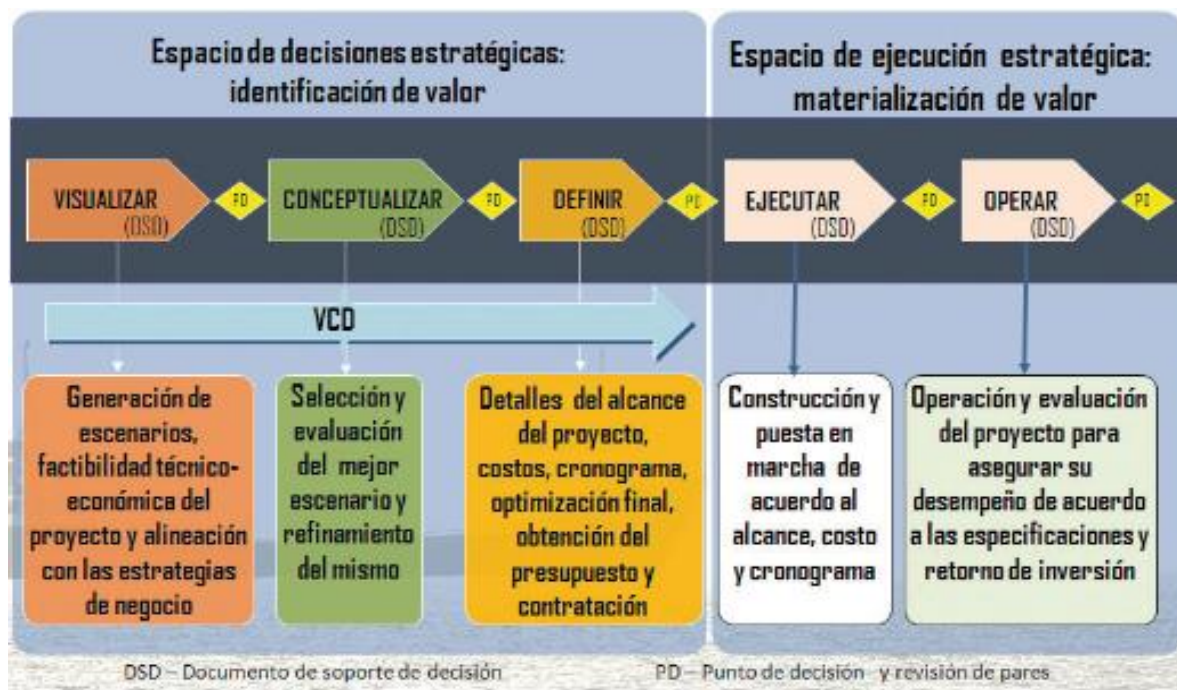 Espacio de decisiones estratégicas:
identificación de valor
Espacio de ejecución estratégica:
materialización de valor
VISUALIZAR
(DSD)
PD
CONCEPTUALIZAR
(DSD)
PD
DEFINIR
(DSD)
PD
EJECUTAR
(DSD)
PD
OPERAR
(DSD)
PD
VCD
Generación de
escenarios,
factibilidad técnico-
económica del
proyecto y alineación
con las estrategias
de negocio
Selección y
evaluación
del mejor
escenario y
refinamiento
del mismo
Detalles del alcance
del proyecto,
costos, cronograma,
optimización final,
obtención del
presupuesto y
contratación
Construcción y
puesta en
marcha de
acuerdo al
alcance, costo
y cronograma
Operación y evaluación
del proyecto para
asegurar su
desempeño de acuerdo
a las especificaciones y
retorno de inversión
DSD – Documento de soporte de decisión
PD – Punto de decisión y revisión de pares